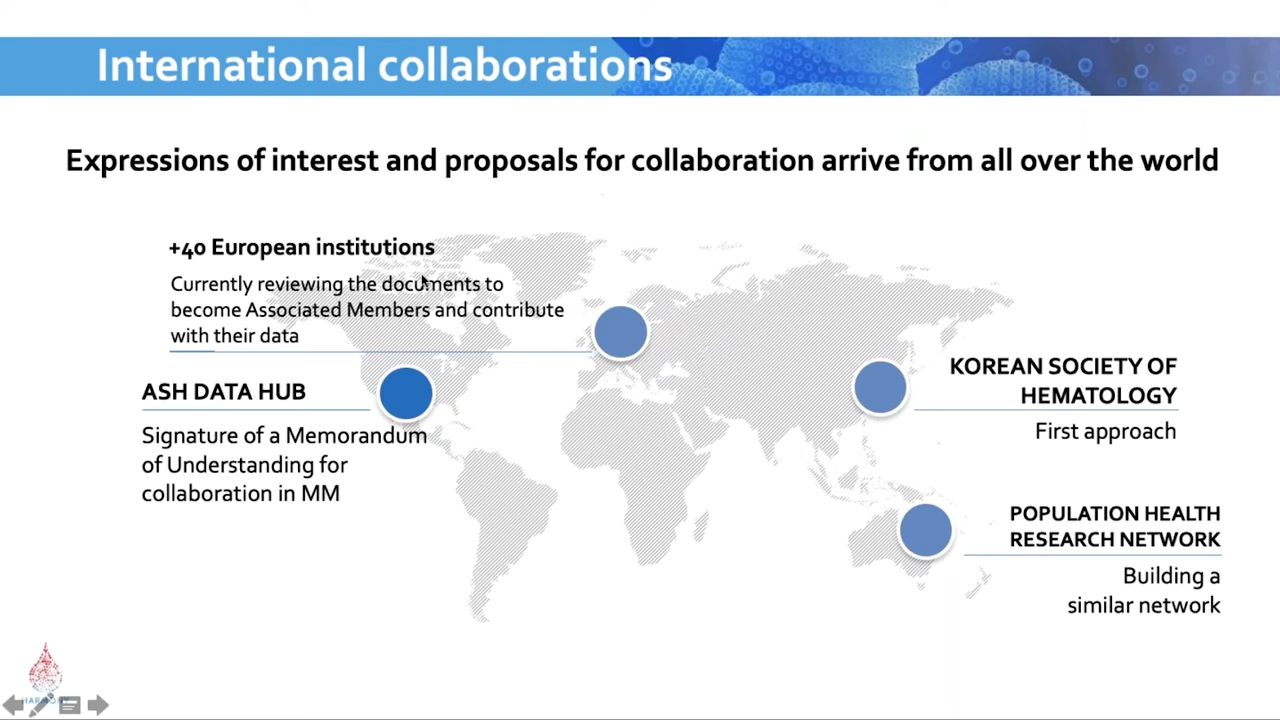 International collaborations
Expressions of interest and proposals for collaboration arrive from all over the world
+40 European institutions
Currently reviewing the documents to
become Associated Members and contribute
with their data
ASH DATA HUB
Signature of a Memorandum
of Understanding for
collaboration in MM
KOREAN SOCIETY OF
HEMATOLOGY
First approach
POPULATION HEALTH
RESEARCH NETWORK
Building a
similar network